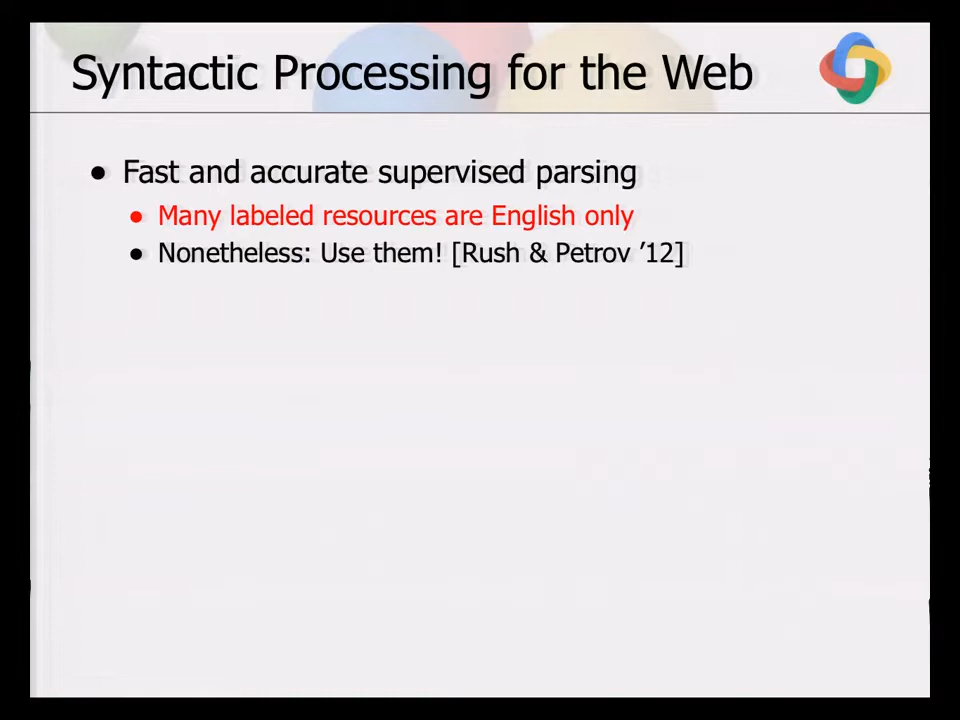 Syntactic Processing for the Web
● Fast and accurate supervised parsing
● Many labeled resources are English only
● Nonetheless: Use them! [Rush & Petrov ’12]